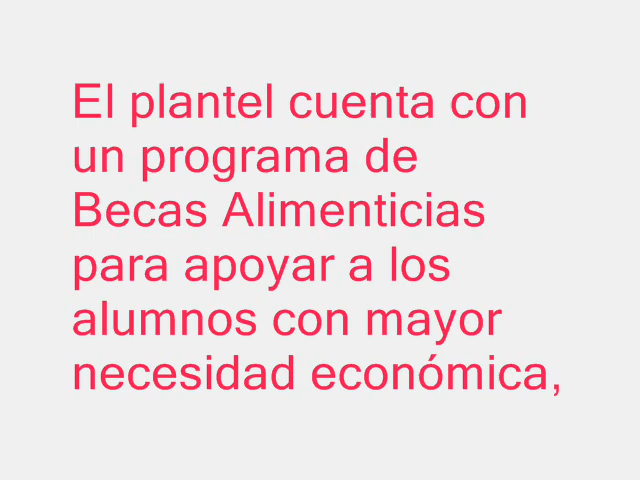 El plantel cuenta con
un programa de
Becas Alimenticias
para apoyar a los
alumnos con mayor
necesidad económica,